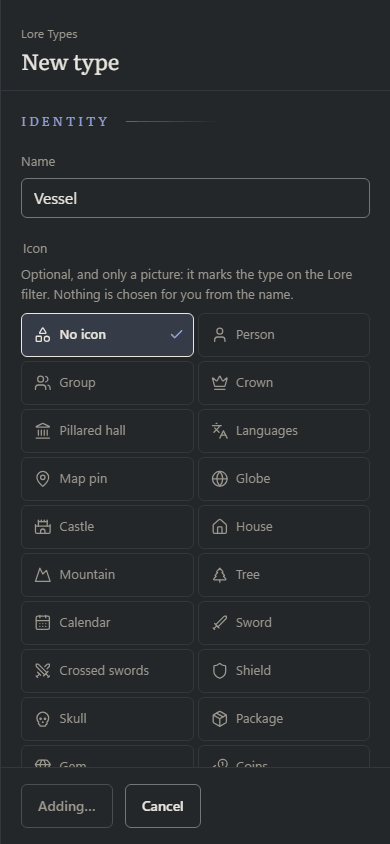 Lore Types
New type
IDENTITY
Name
Vessel
Icon
Optional, and only a picture: it marks the type on the Lore
filter. Nothing is chosen for you from the name.
No icon
Person
Group
Crown
Pillared hall
Languages
Map pin
Globe
Castle
House
Mountain
Tree
Calendar
Sword
Crossed swords
Shield
Skull
Package
Gem
Coins
Adding...
Cancel